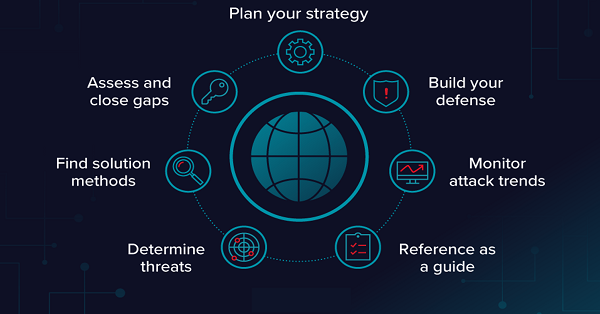 Plan your strategy
Build your
defense
Monitor
attack trends
Reference as
a guide
Determine
threats
Find solution
methods
Assess and
close gaps